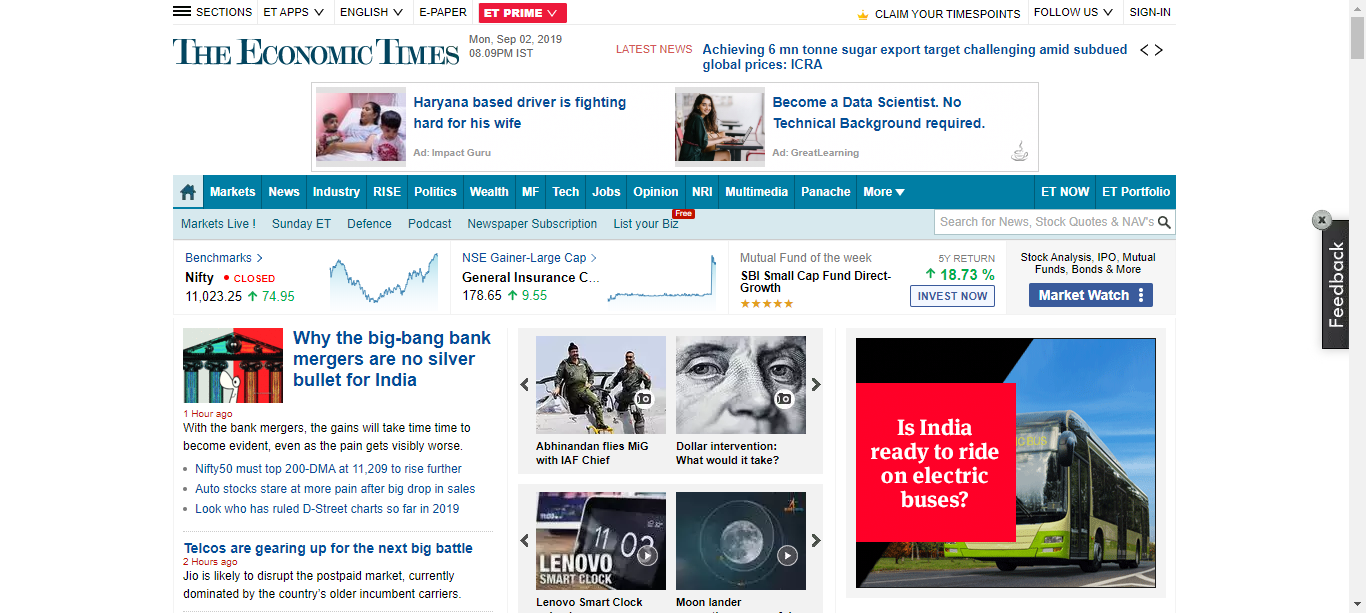 SECTIONS
ET APPS
ENGLISH
E-PAPER
ET PRIME
CLAIM YOUR TIMESPOINTS
FOLLOW US
SIGN-IN
THE ECONOMIC TIMES
Mon, Sep 02, 2019
08.09PM IST
LATEST NEWS
Achieving 6 mn tonne sugar export target challenging amid subdued
global prices: ICRA
Haryana based driver is fighting
hard for his wife
Ad: Impact Guru
Become a Data Scientist. No
Technical Background required.
Ad: GreatLearning
Markets
News
Industry
RISE
Politics
Wealth
MF
Tech
Jobs
Opinion
NRI
Multimedia
Panache
More
ET NOW
ET Portfolio
Markets Live !
Sunday ET
Defence
Podcast
Newspaper Subscription
List your Biz
Free
Search for News, Stock Quotes & NAV's
x
Feedback
Benchmarks
Nifty
CLOSED
11,023.25
74.95
NSE Gainer-Large Cap
General Insurance C...
178.65
9.55
Mutual Fund of the week
SBI Small Cap Fund Direct-
Growth
5Y RETURN
18.73 %
INVEST NOW
Stock Analysis, IPO, Mutual
Funds, Bonds & More
Market Watch
Why the big-bang bank
mergers are no silver
bullet for India
1 Hour ago
With the bank mergers, the gains will take time time to
become evident, even as the pain gets visibly worse.
Nifty50 must top 200-DMA at 11,209 to rise further
Auto stocks stare at more pain after big drop in sales
Look who has ruled D-Street charts so far in 2019
Telcos are gearing up for the next big battle
2 Hours ago
Jio is likely to disrupt the postpaid market, currently
dominated by the country's older incumbent carriers.
Abhinandan flies MiG
with IAF Chief
Dollar intervention:
What would it take?
11 03
LENOVO
SMART CLOCK
Lenovo Smart Clock
Moon lander
Is India
ready to ride
on electric
buses?
BUS